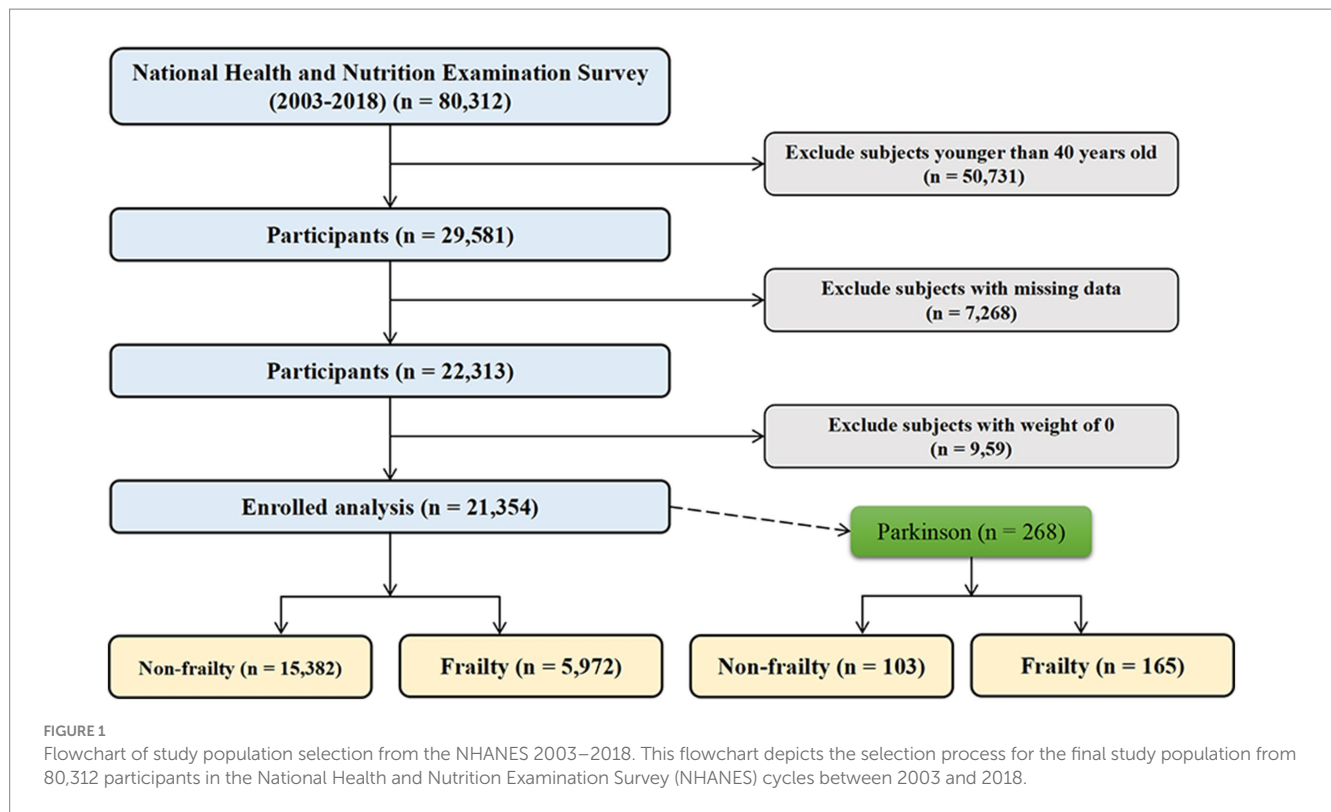 National Health and Nutrition Examination Survey
(2003-2018) (n = 80,312)
Exclude subjects younger than 40 years old
(n = 50,731)
Participants (n = 29,581)
Exclude subjects with missing data
(n = 7,268)
Participants (n = 22,313)
Exclude subjects with weight of 0
(n = 9,59)
Enrolled analysis (n = 21,354)
Parkinson (n = 268)
Non-frailty (n = 15,382)
Frailty (n = 5,972)
Non-frailty (n = 103)
Frailty (n = 165)
FIGURE 1
Flowchart of study population selection from the NHANES 2003–2018. This flowchart depicts the selection process for the final study population from
80,312 participants in the National Health and Nutrition Examination Survey (NHANES) cycles between 2003 and 2018.